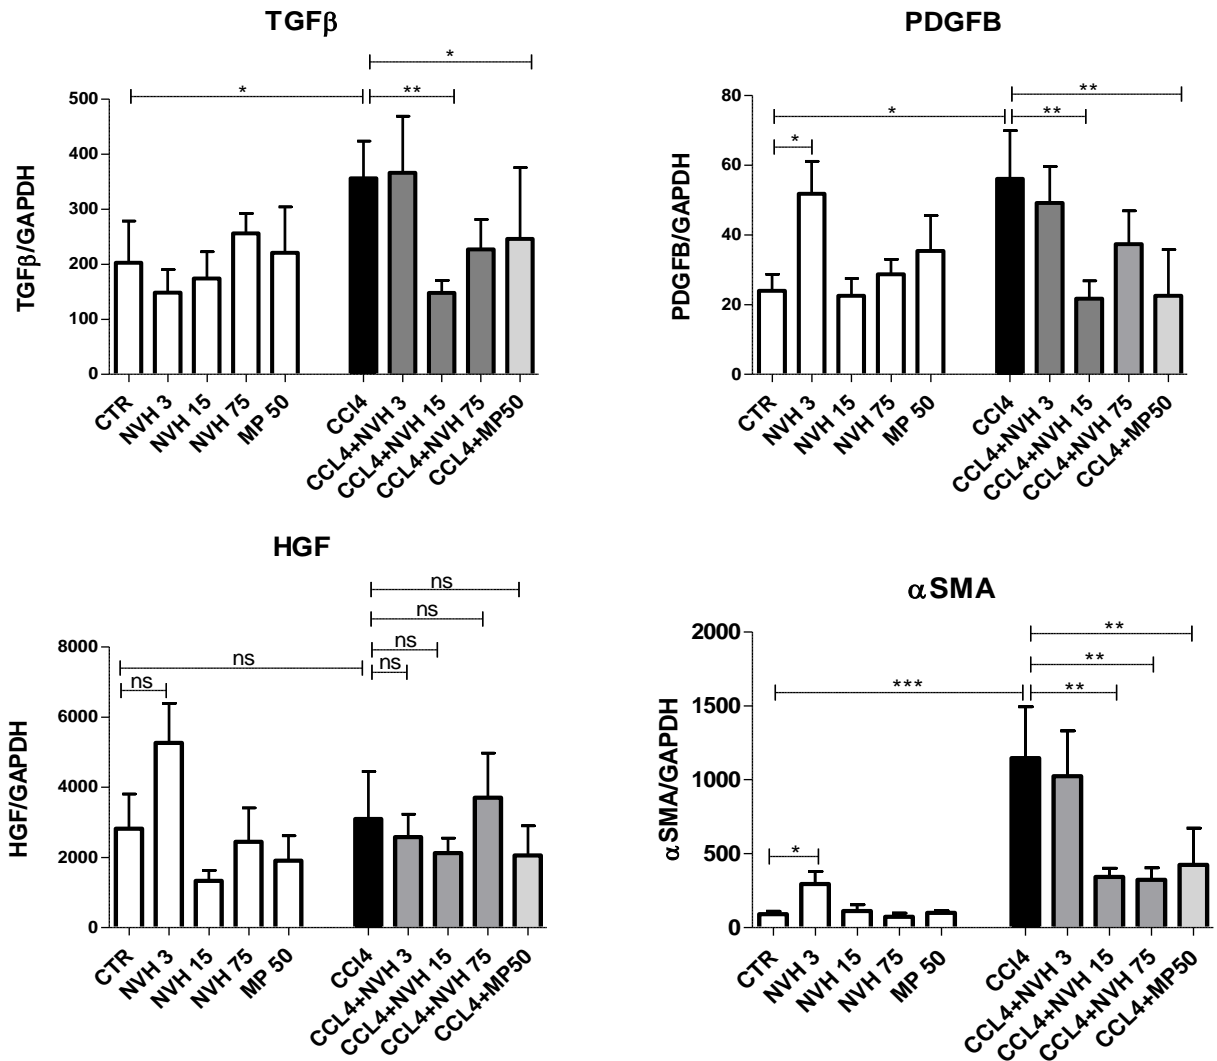 TGFβ
*
*
**
500
400
300
200
100
0
TGFβ/GAPDH
CTR
NVH 3
NVH 15
NVH 75
MP 50
CCl4
CCL4+NVH 3
CCL4+NVH 15
CCL4+NVH 75
CCL4+MP50
PDGFB
**
*
**
*
80
60
40
20
0
PDGFB/GAPDH
CTR
NVH 3
NVH 15
NVH 75
MP 50
CCl4
CCL4+NVH 3
CCL4+NVH 15
CCL4+NVH 75
CCL4+MP50
HGF
ns
ns
ns
ns
ns
ns
8000
6000
4000
2000
0
HGF/GAPDH
CTR
NVH 3
NVH 15
NVH 75
MP 50
CCl4
CCL4+NVH 3
CCL4+NVH 15
CCL4+NVH 75
CCL4+MP50
αSMA
**
**
***
**
*
2000
1500
1000
500
0
αSMA/GAPDH
CTR
NVH 3
NVH 15
NVH 75
MP 50
CCl4
CCL4+NVH 3
CCL4+NVH 15
CCL4+NVH 75
CCL4+MP50